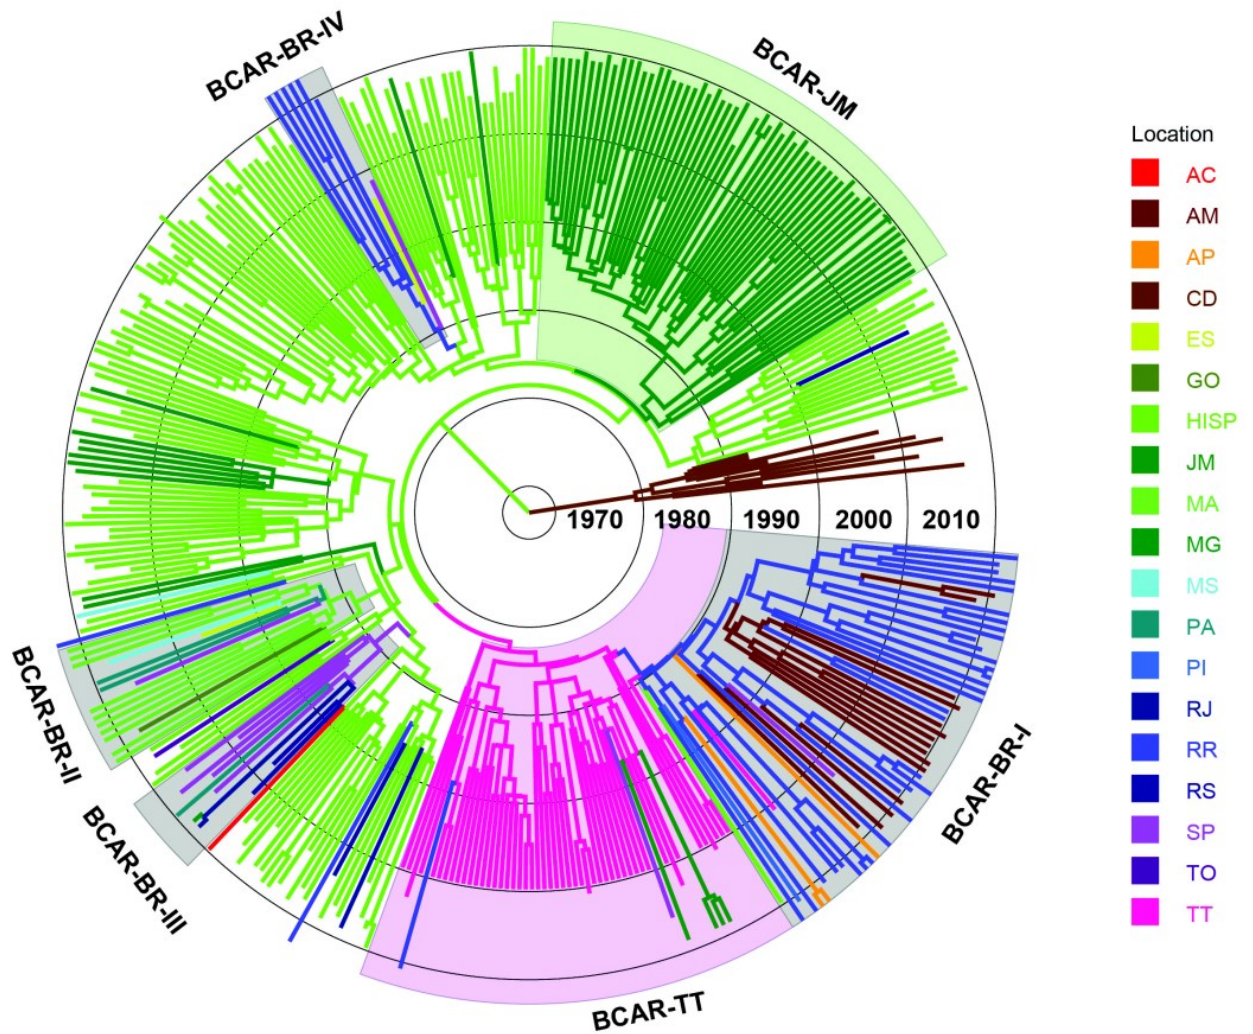 BCAR-BR-IV
BCAR-JM
1970
1980
1990
2000
2010
BCAR-BR-I
BCAR-BR-II
BCAR-BR-III
BCAR-TT
Location
AC
AM
AP
CD
ES
GO
HISP
JM
MA
MG
MS
PA
PI
RJ
RR
RS
SP
TO
TT